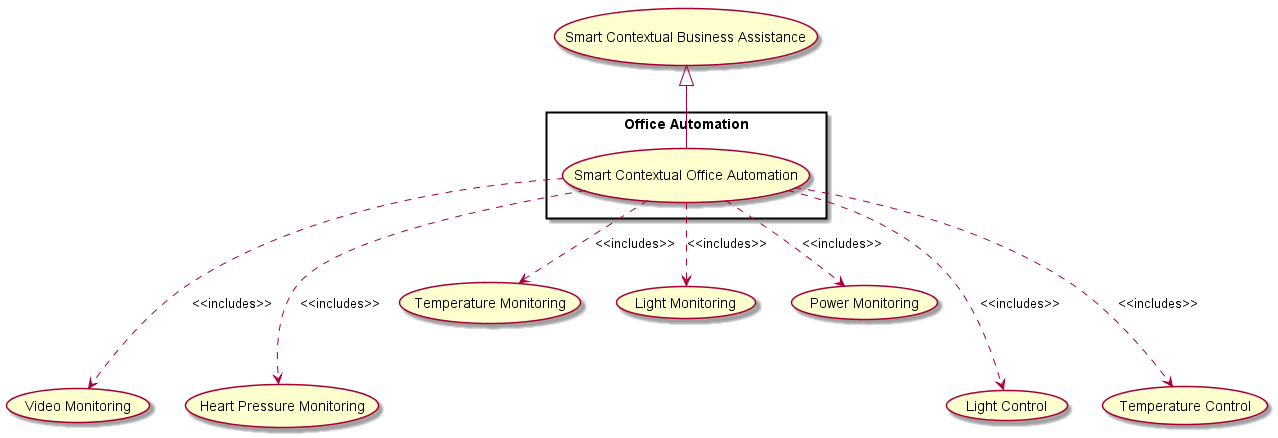 Smart Contextual Business Assistance
Office Automation
Smart Contextual Office Automation
<<includes>>
<<includes>>
<<includes>>
<<includes>>
<<includes>>
<<includes>>
<<includes>>
Temperature Monitoring
Light Monitoring
Power Monitoring
Video Monitoring
Heart Pressure Monitoring
Light Control
Temperature Control